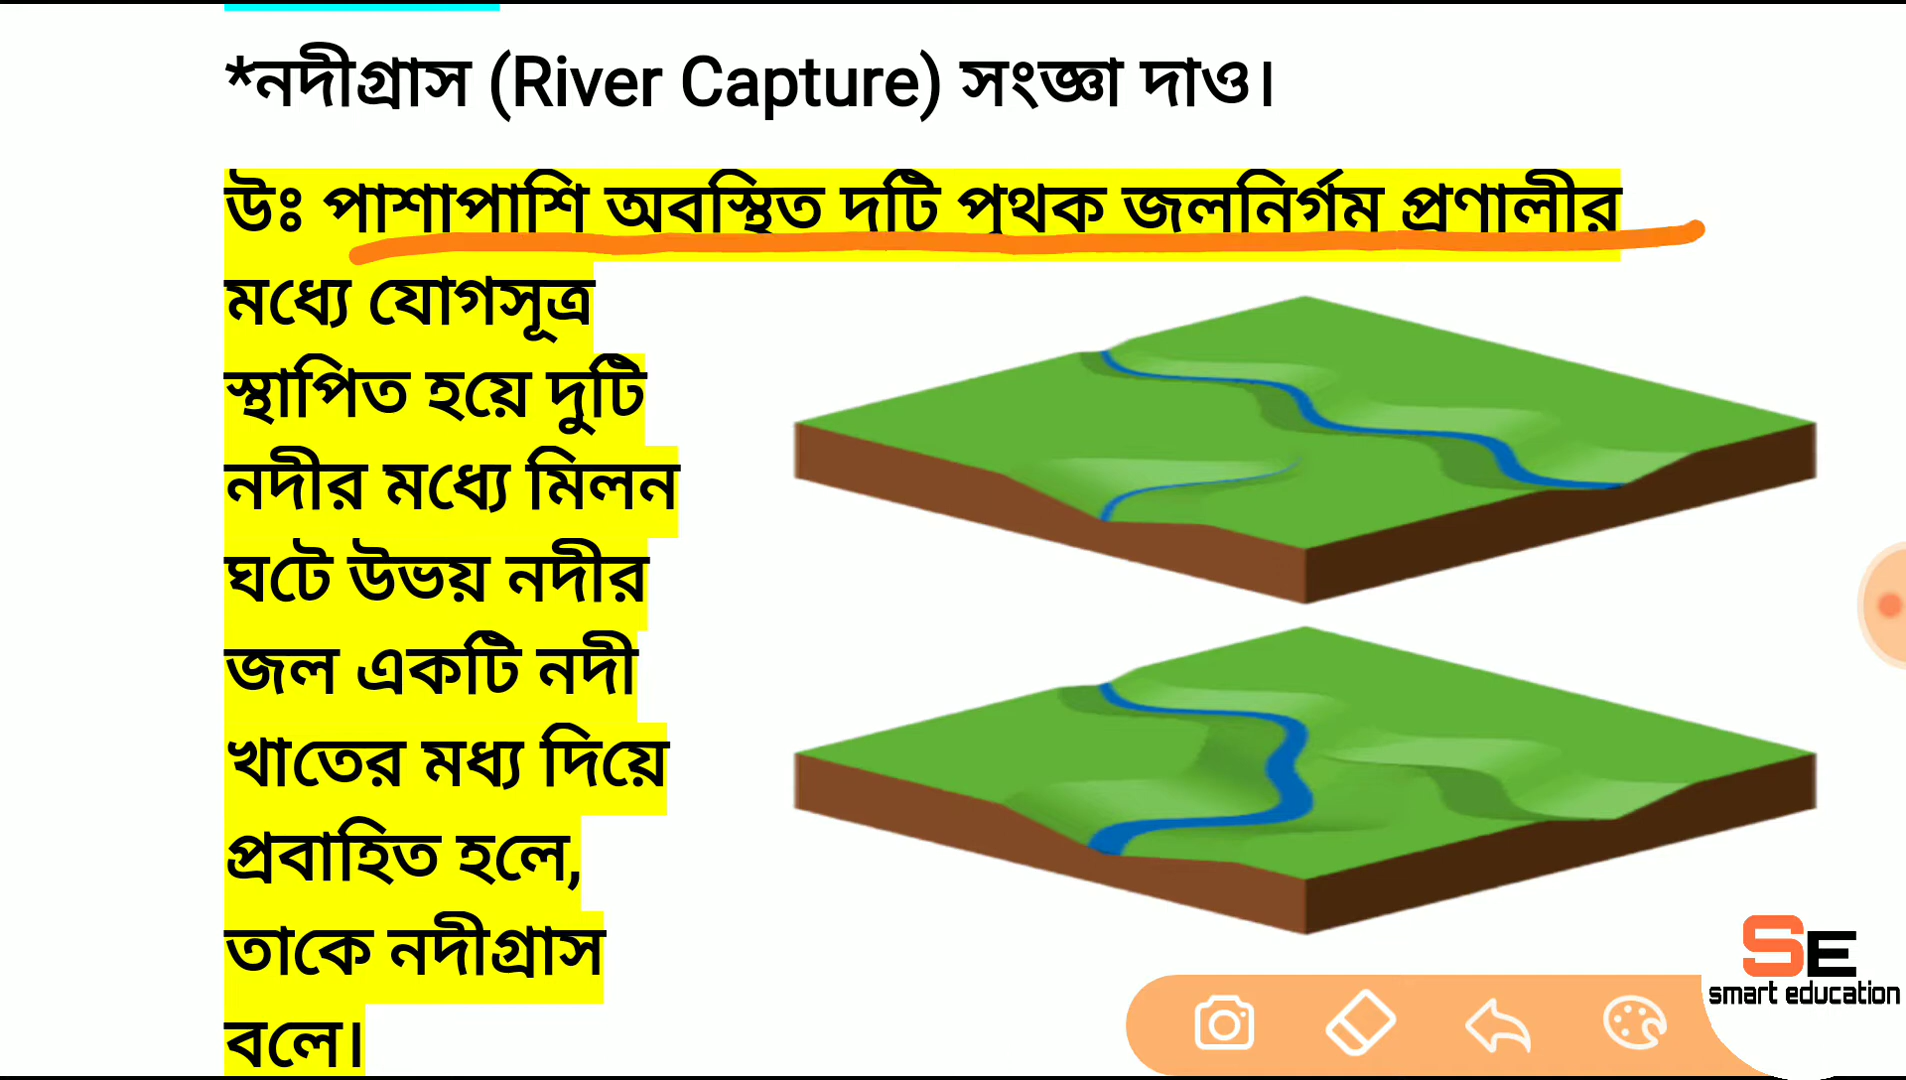 *নদীগ্রাস (River Capture) সংজ্ঞা দাও।
উঃ পাশাপাশি অবস্থিত দুটি পৃথক জলনির্গম প্রণালীর
মধ্যে যোগসূত্র
স্থাপিত হয়ে দুটি
নদীর মধ্যে মিলন
ঘটে উভয় নদীর
জল একটি নদী
খাতের মধ্য দিয়ে
প্রবাহিত হলে,
তাকে নদীগ্রাস
বলে।
SE
smart education